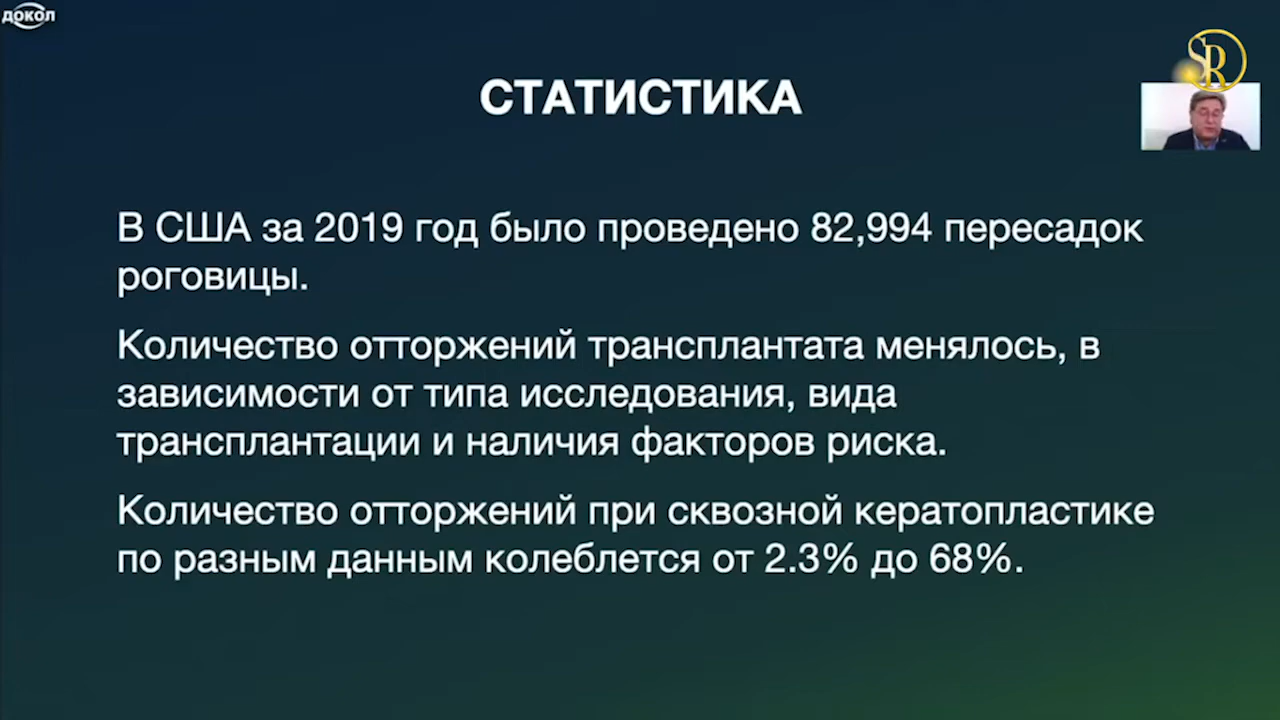 ДОКОЛ
SR
СТАТИСТИКА
В США за 2019 год было проведено 82,994 пересадок
роговицы.
Количество отторжений трансплантата менялось, в
зависимости от типа исследования, вида
трансплантации и наличия факторов риска.
Количество отторжений при сквозной кератопластике
по разным данным колеблется от 2.3% до 68%.